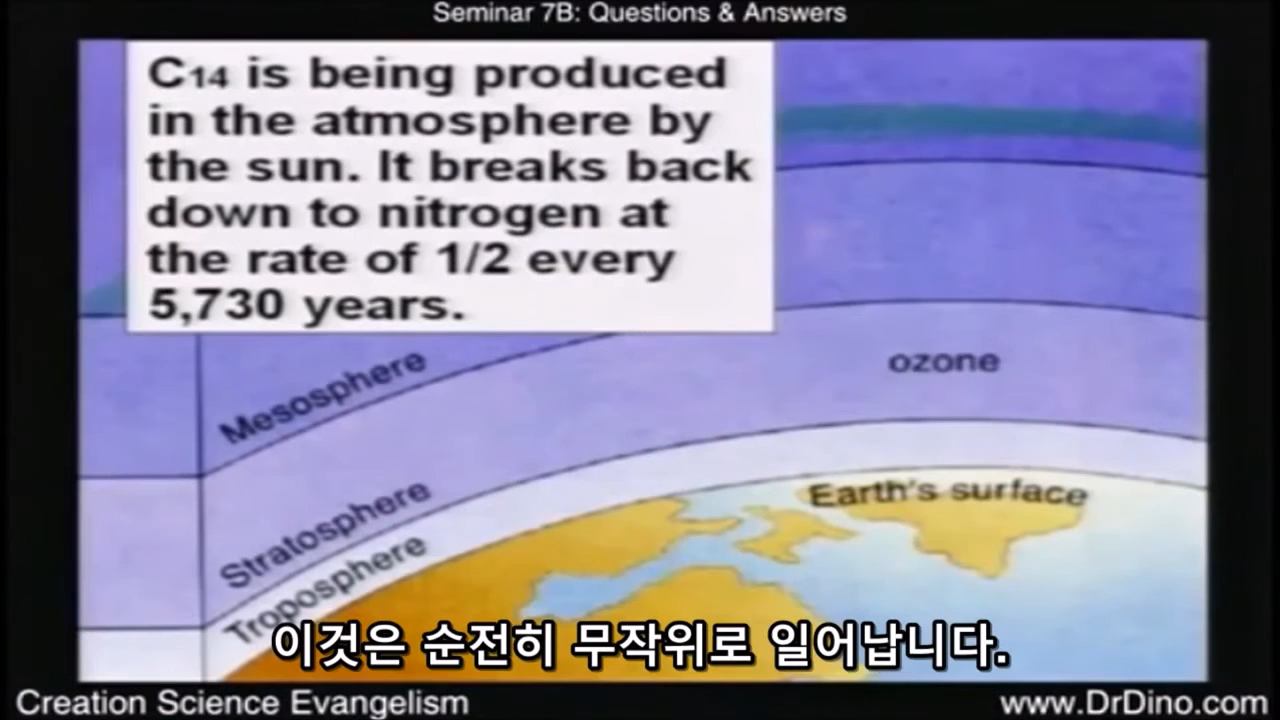 Seminar 7B: Questions & Answers
C14 is being produced
in the atmosphere by
the sun. It breaks back
down to nitrogen at
the rate of 1/2 every
5,730 years.
Mesosphere
ozone
Stratosphere
Earth's surface
Troposphere
이것은 순전히 무작위로 일어납니다.
Creation Science Evangelism
www.DrDino.com